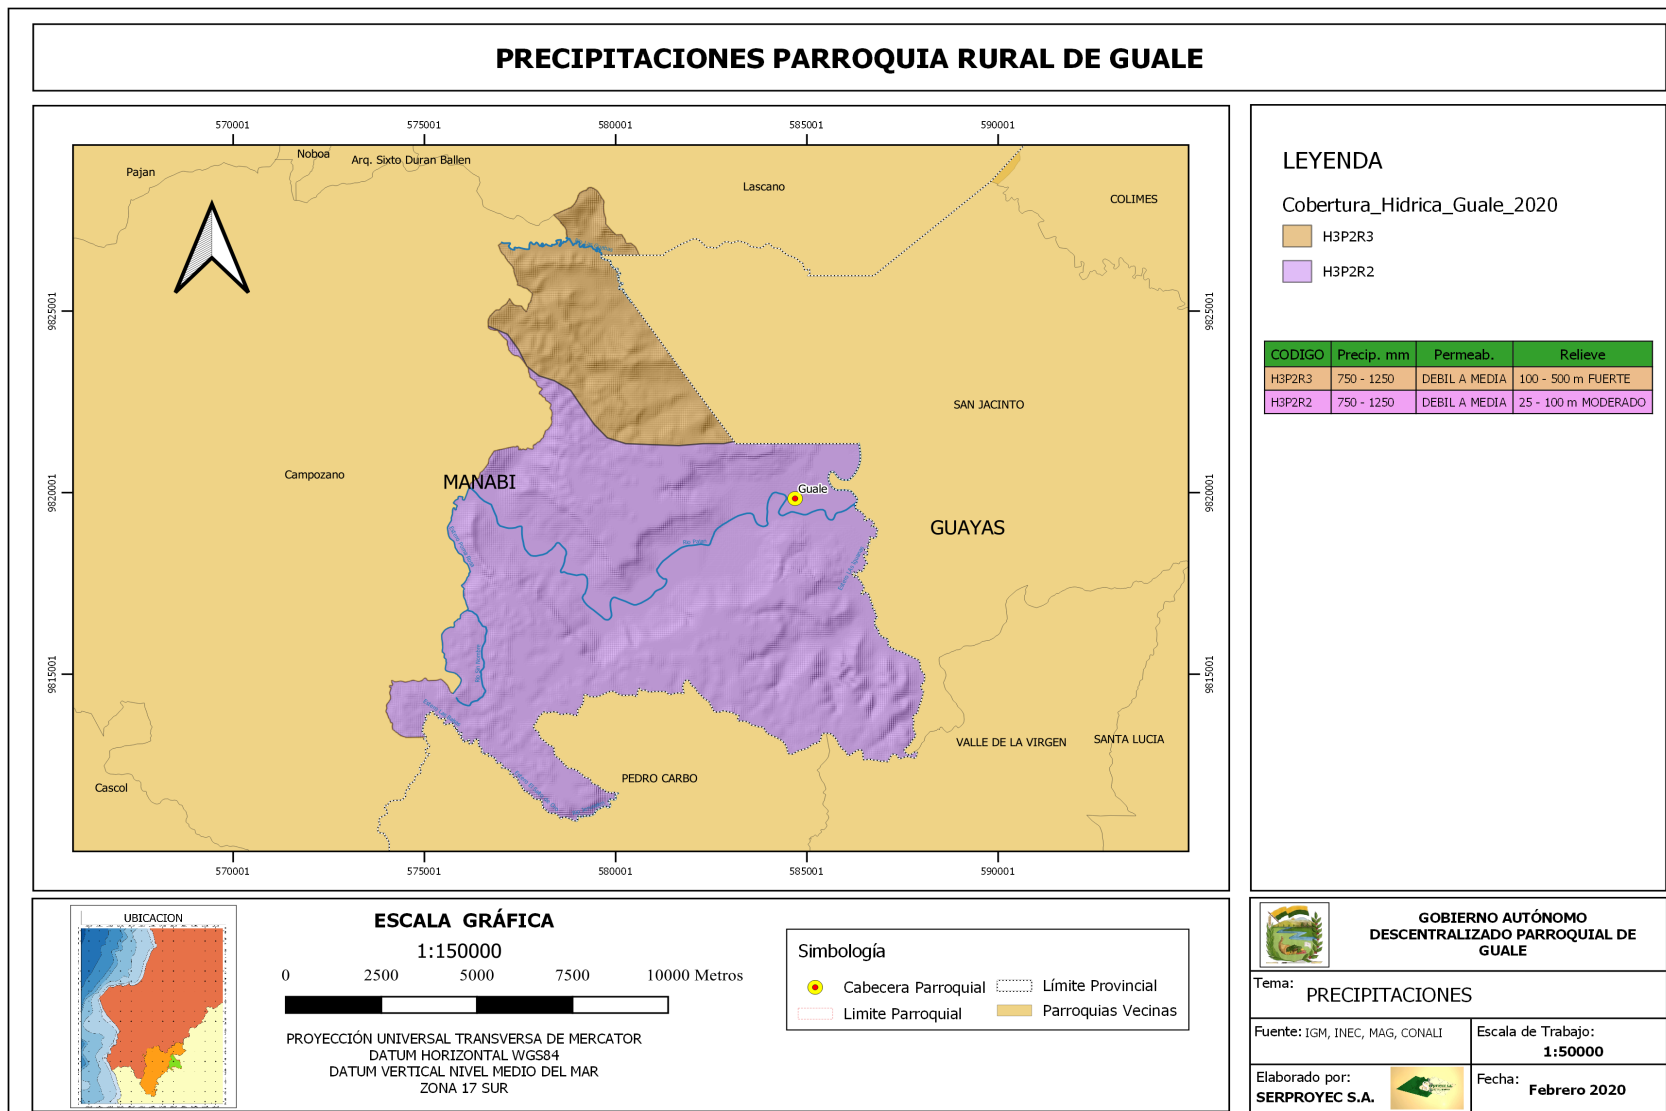 PRECIPITACIONES PARROQUIA RURAL DE GUALE
570001
575001
580001
585001
590001
Pajan
Noboa
Arq. Sixto Duran Ballen
Lascano
COLIMES
9825001
9825001
SAN JACINTO
Campozano
MANABI
Guale
9820001
9820001
GUAYAS
Rio Pajan
9815001
9815001
VALLE DE LA VIRGEN
SANTA LUCIA
PEDRO CARBO
Cascol
570001
575001
580001
585001
590001
LEYENDA
Cobertura_Hidrica_Guale_2020
H3P2R3
H3P2R2
CODIGO Precip. mm Permeab. Relieve
H3P2R3 750 - 1250 DEBIL A MEDIA 100 - 500 m FUERTE
H3P2R2 750 - 1250 DEBIL A MEDIA 25 - 100 m MODERADO
UBICACION
ESCALA GRÁFICA
1:150000
0 2500 5000 7500 10000 Metros
PROYECCIÓN UNIVERSAL TRANSVERSA DE MERCATOR
DATUM HORIZONTAL WGS84
DATUM VERTICAL NIVEL MEDIO DEL MAR
ZONA 17 SUR
Simbología
Cabecera Parroquial
Límite Provincial
Limite Parroquial
Parroquias Vecinas
GOBIERNO AUTÓNOMO
DESCENTRALIZADO PARROQUIAL DE
GUALE
Tema:
PRECIPITACIONES
Fuente: IGM, INEC, MAG, CONALI
Escala de Trabajo:
1:50000
Elaborado por:
SERPROYEC S.A.
Fecha:
Febrero 2020